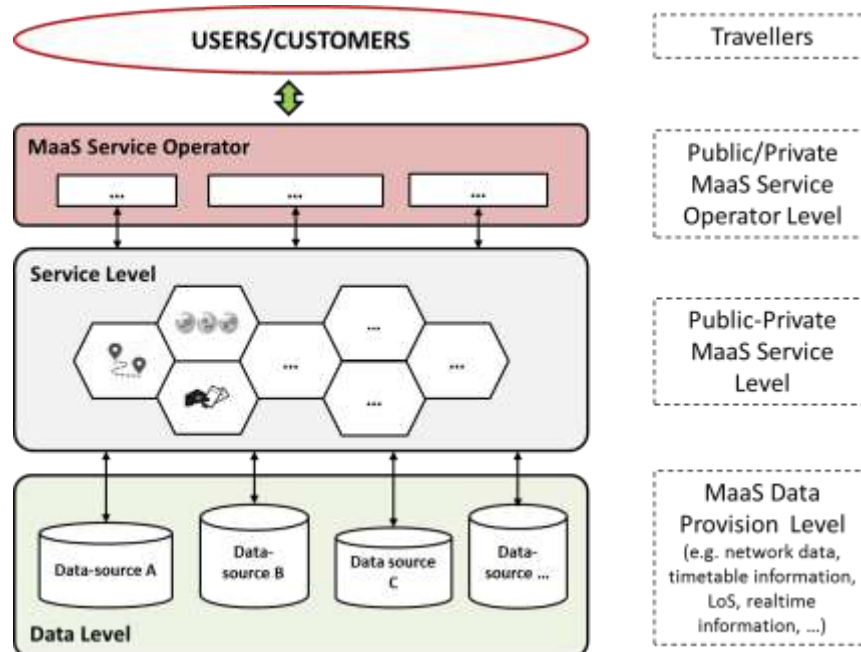 USERS/CUSTOMERS
Travellers
MaaS Service Operator
...
...
...
Public/Private
MaaS Service
Operator Level
Service Level
...
...
...
...
Public-Private
MaaS Service
Level
Data-source A
Data-
source B
Data source
C
Data-
source ...
Data Level
MaaS Data
Provision Level
(e.g. network data,
timetable information,
LoS, realtime
information, ...)